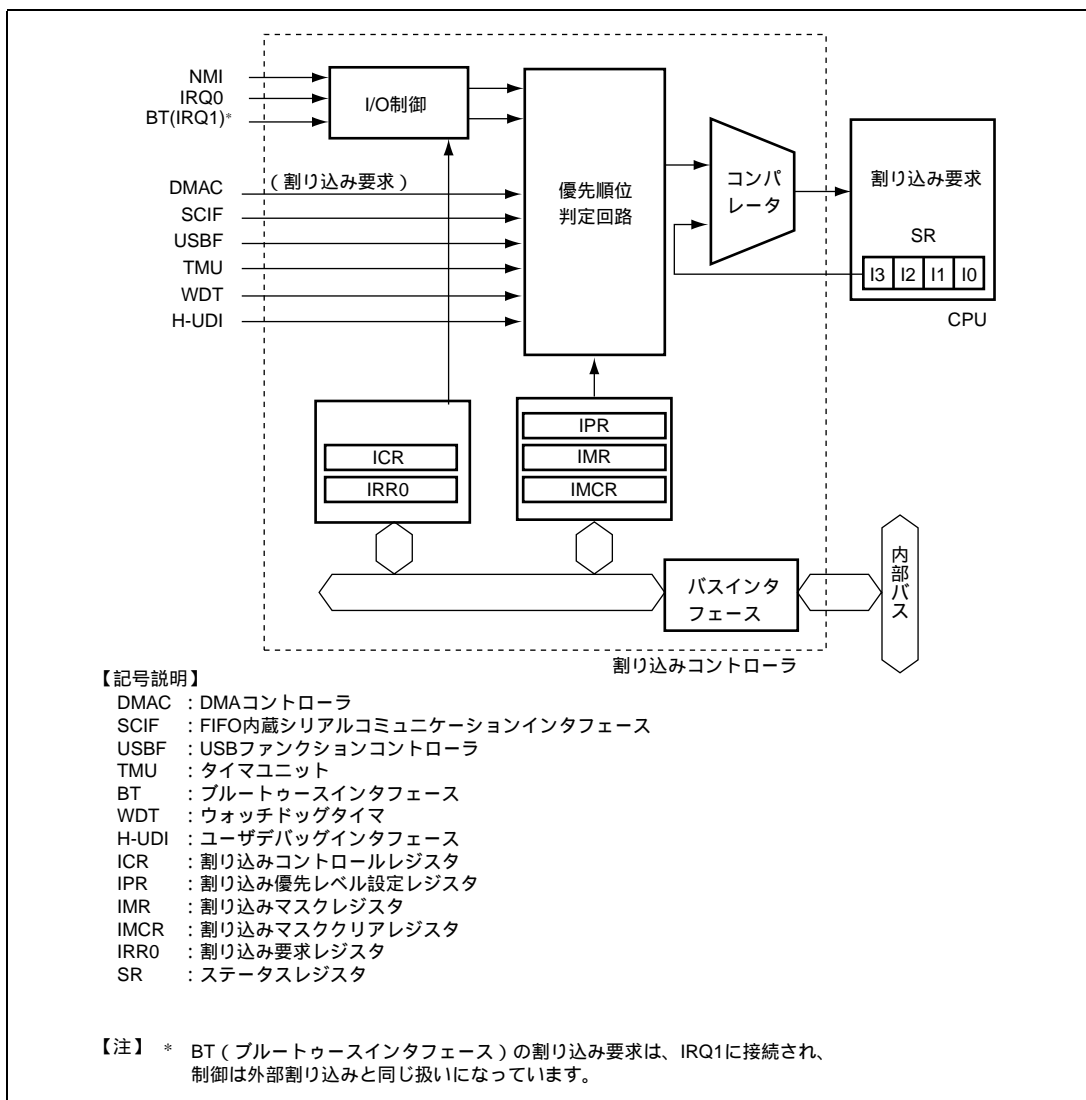 NMI
IRQ0
BT(IRQ1)*
I/O制御
DMAC
（割り込み要求）
SCIF
USBF
TMU
WDT
H-UDI
優先順位
判定回路
コンパ
レータ
割り込み要求
SR
I3 I2 I1 I0
CPU
ICR
IRR0
IPR
IMR
IMCR
バスインタ
フェース
内部バス
割り込みコントローラ
【記号説明】
DMAC ：DMAコントローラ
SCIF ：FIFO内蔵シリアルコミュニケーションインタフェース
USBF ：USBファンクションコントローラ
TMU ：タイマユニット
BT ：ブルートゥースインタフェース
WDT ：ウォッチドッグタイマ
H-UDI ：ユーザデバッグインタフェース
ICR ：割り込みコントロールレジスタ
IPR ：割り込み優先レベル設定レジスタ
IMR ：割り込みマスクレジスタ
IMCR ：割り込みマスククリアレジスタ
IRR0 ：割り込み要求レジスタ
SR ：ステータスレジスタ
【注】 * BT（ブルートゥースインタフェース）の割り込み要求は、IRQ1に接続され、
制御は外部割り込みと同じ扱いになっています。